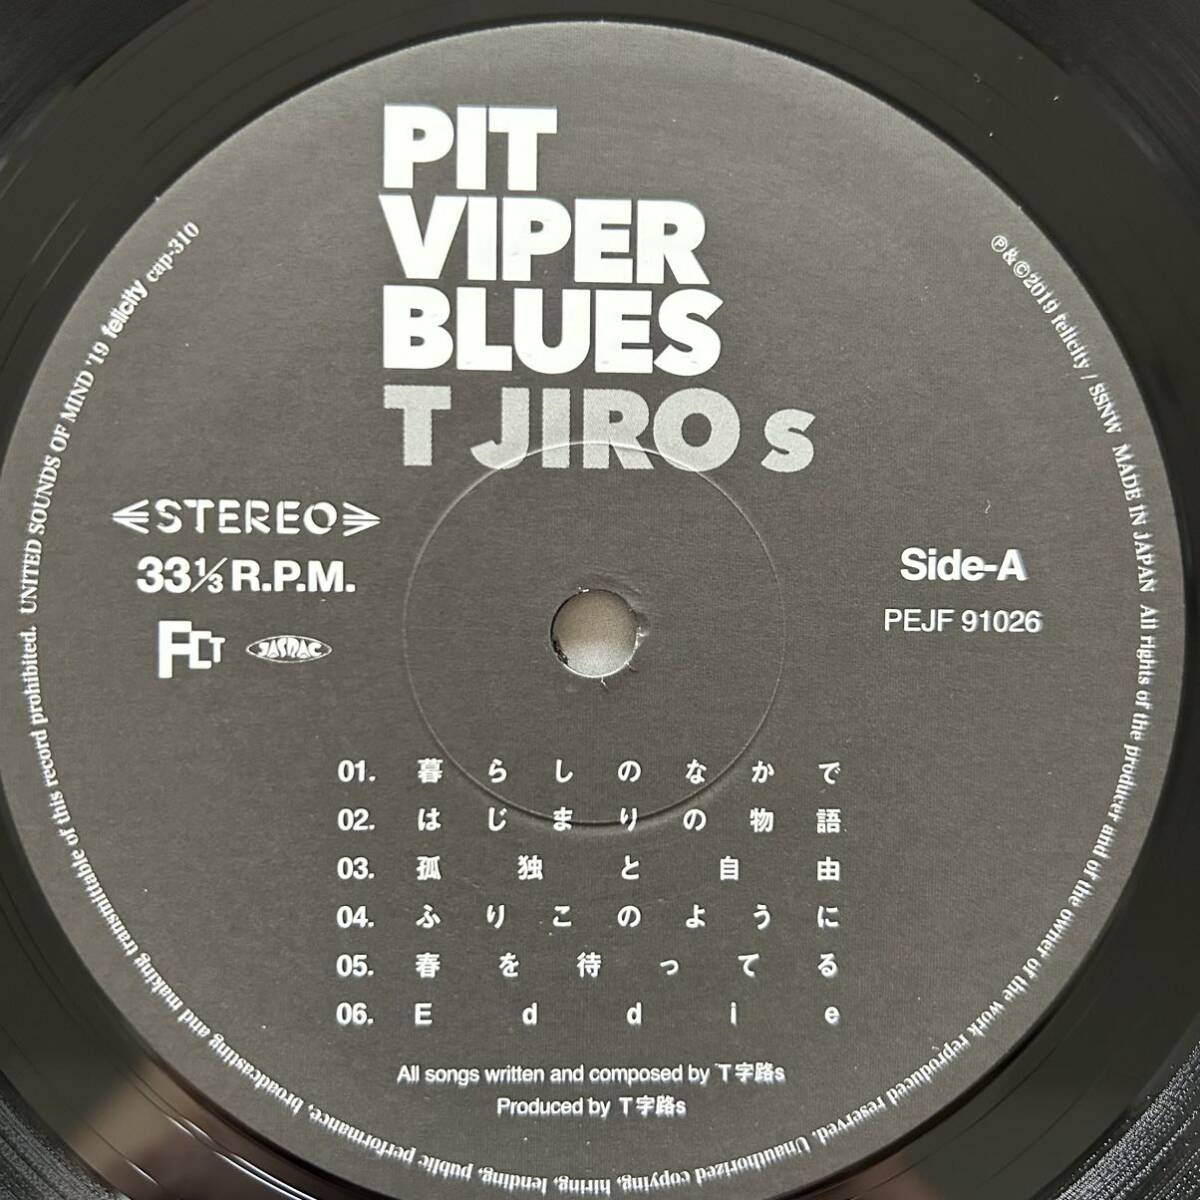 PIT
VIPER
BLUES
T JIRO s
STEREO
33⅓ R.P.M.
FLT
JASRAC
Side-A
PEJF 91026
01. 暮らしのなかで
02. はじまりの物語
03. 孤独と自由
04. ふりこのように
05. 春を待ってる
06. Eddie
All songs written and composed by T字路s
Produced by T字路s
℗&©2019 felicity / SSNW MADE IN JAPAN All rights of the producer and of the owner of the work reproduced reserved. Unauthorized copying, hiring, lending, public performance, broadcasting and making transmittable of this record prohibited. UNITED SOUNDS OF MIND '19 felicity cap-310